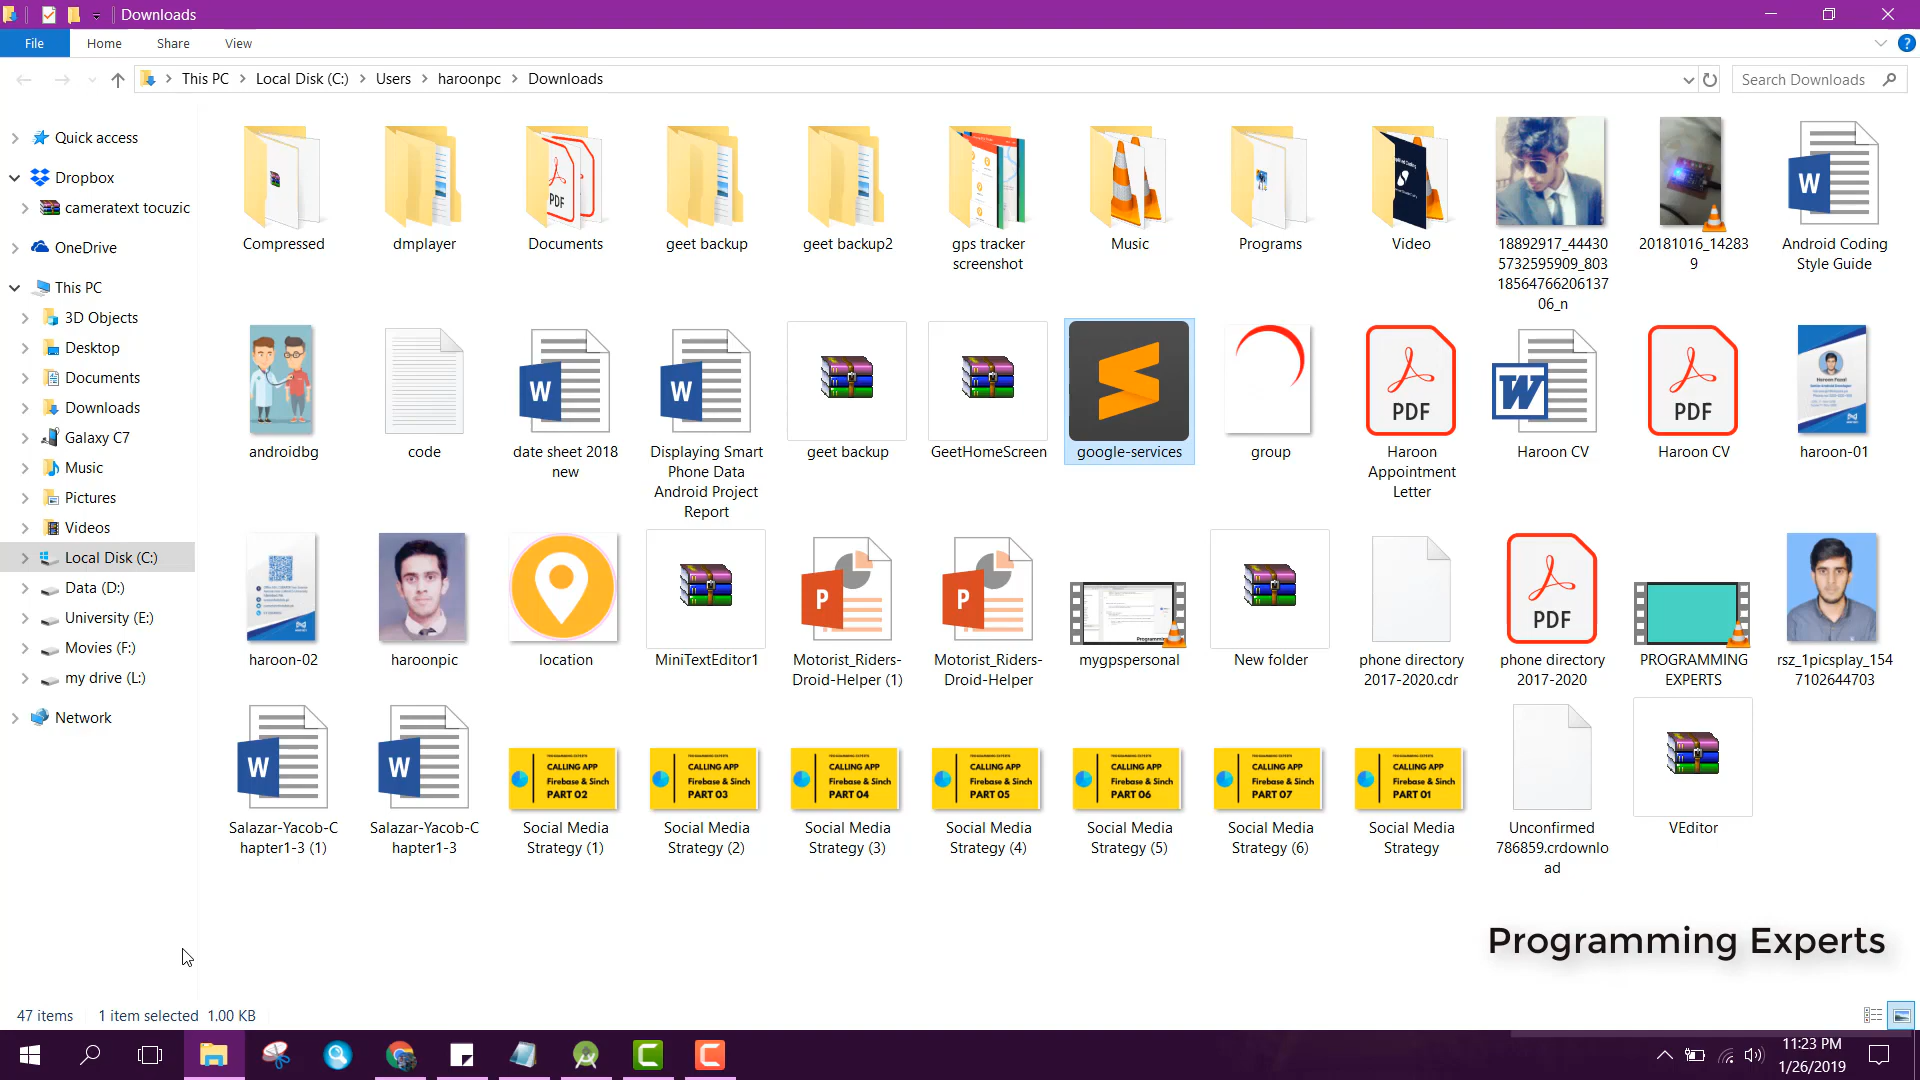 Downloads
File
Home
Share
View
This PC
Local Disk (C:)
Users
haroonpc
Downloads
Search Downloads
Quick access
Dropbox
cameratext tocuzic
OneDrive
This PC
3D Objects
Desktop
Documents
Downloads
Galaxy C7
Music
Pictures
Videos
Local Disk (C:)
Data (D:)
University (E:)
Movies (F:)
my drive (L:)
Network
Compressed
dmplayer
PDF
Documents
geet backup
geet backup2
gps tracker
screenshot
Music
Programs
Video
18892917_44430
5732595909_803
18564766206137
06_n
20181016_14283
9
W
Android Coding
Style Guide
androidbg
code
W
date sheet 2018
new
W
Displaying Smart
Phone Data
Android Project
Report
geet backup
GeetHomeScreen
google-services
group
PDF
Haroon
Appointment
Letter
W
Haroon CV
PDF
Haroon CV
haroon-01
haroon-02
haroonpic
location
MiniTextEditor1
P
Motorist_Riders-
Droid-Helper (1)
P
Motorist_Riders-
Droid-Helper
mygpspersonal
New folder
phone directory
2017-2020.cdr
PDF
phone directory
2017-2020
PROGRAMMING
EXPERTS
rsz_1picsplay_154
7102644703
W
Salazar-Yacob-C
hapter1-3 (1)
W
Salazar-Yacob-C
hapter1-3
CALLING APP
Firebase & Sinch
PART 02
Social Media
Strategy (1)
CALLING APP
Firebase & Sinch
PART 03
Social Media
Strategy (2)
CALLING APP
Firebase & Sinch
PART 04
Social Media
Strategy (3)
CALLING APP
Firebase & Sinch
PART 05
Social Media
Strategy (4)
CALLING APP
Firebase & Sinch
PART 06
Social Media
Strategy (5)
CALLING APP
Firebase & Sinch
PART 07
Social Media
Strategy (6)
CALLING APP
Firebase & Sinch
PART 01
Social Media
Strategy
Unconfirmed
786859.crdownlo
ad
VEditor
Programming Experts
47 items
1 item selected 1.00 KB
11:23 PM
1/26/2019